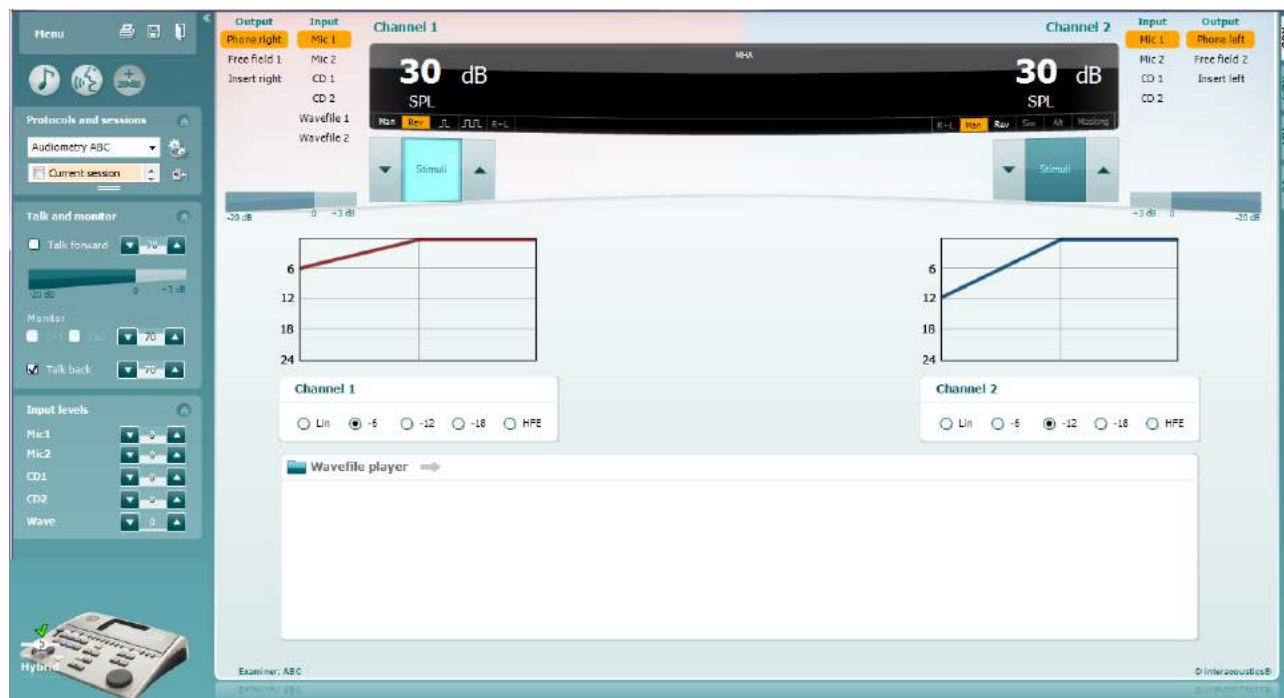 Menu
Protocols and sessions
Audiometry ABC
Current session
Talk and monitor
Talk forward
-20 dB 0 +3 dB
Monitor
70
Talk back 70
Input levels
Mic1 0
Mic2 0
CD1 0
CD2 0
Wave 0
Hybrid
Output Input Channel 1 Channel 2 Input Output
Phone right Mic 1 MHA Mic 1 Phone left
Free field 1 Mic 2 30 dB 30 dB Mic 2 Free field 2
Insert right CD 1 SPL SPL CD 1 Insert left
CD 2 CD 2
Wavefile 1 Man Rev R+L Man Rev Sim Alt Masking
Wavefile 2
Stimuli Stimuli
-20 dB 0 +3 dB +3 dB 0 -20 dB
6 6
12 12
18 18
24 24
Channel 1 Channel 2
Lin -6 -12 -18 HFE Lin -6 -12 -18 HFE
Wavefile player
Examiner: ABC © Interacoustics®